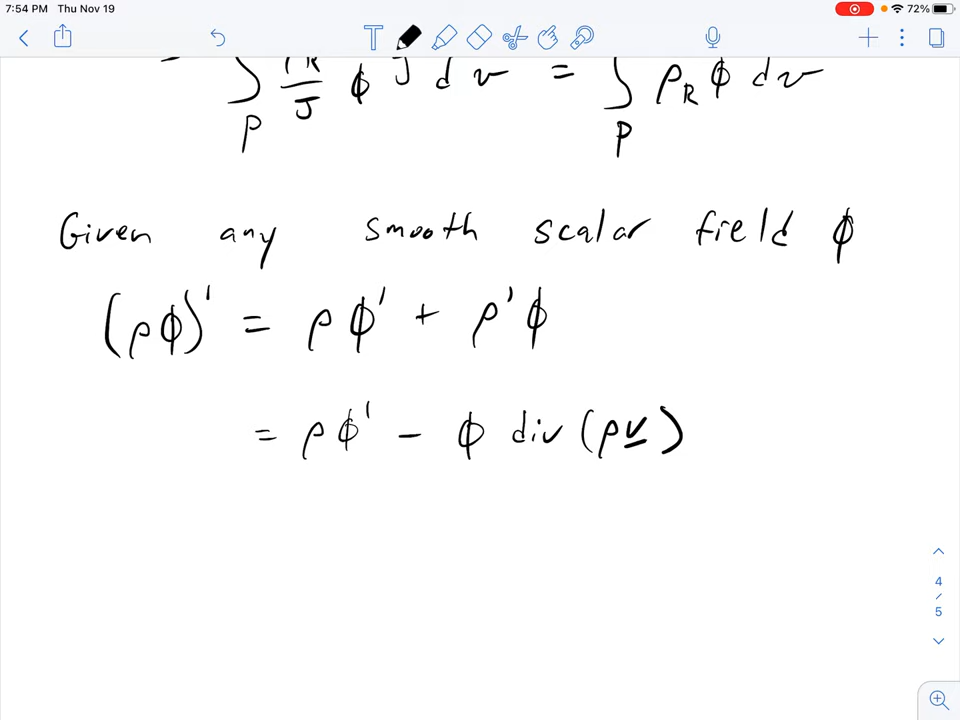 7:54 PM Thu Nov 19
72%
= ∫_P ρ_R/J ϕ J dv = ∫_P ρ_R ϕ dv
Given any smooth scalar field ϕ
(ρϕ)' = ρϕ' + ρ'ϕ
= ρϕ' − ϕ div (ρv)
4
/
5